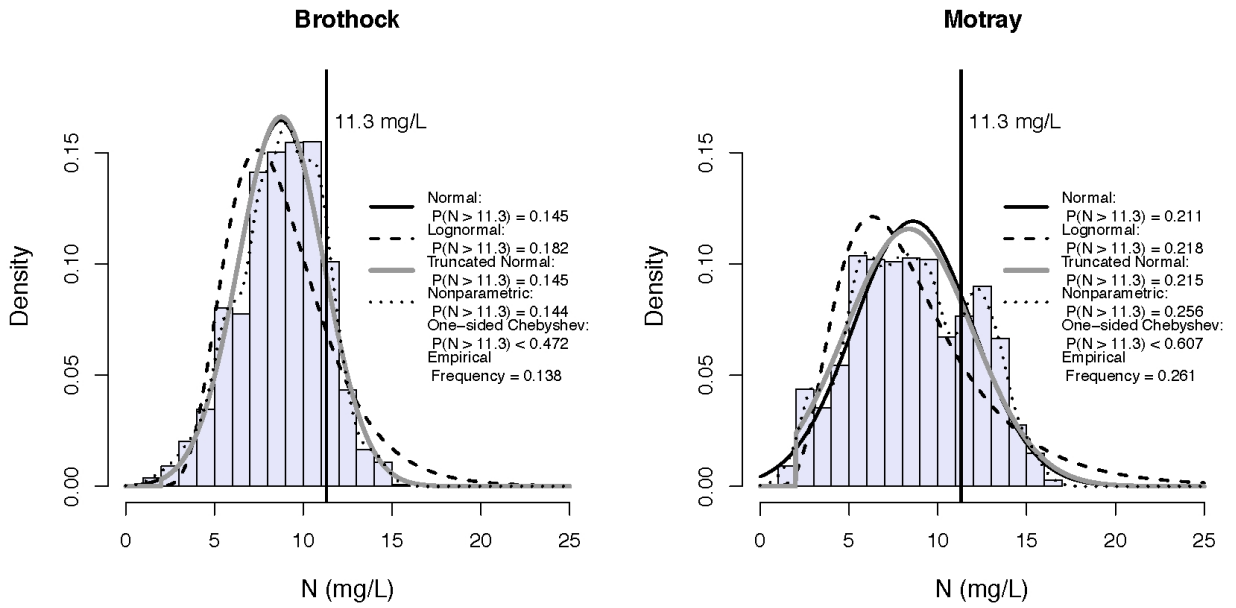 Brothock
11.3 mg/L
Normal:
P(N > 11.3) = 0.145
Lognormal:
P(N > 11.3) = 0.182
Truncated Normal:
P(N > 11.3) = 0.145
Nonparametric:
P(N > 11.3) = 0.144
One−sided Chebyshev:
P(N > 11.3) < 0.472
Empirical
Frequency = 0.138
Density
0.00
0.05
0.10
0.15
0 5 10 15 20 25
N (mg/L)
Motray
11.3 mg/L
Normal:
P(N > 11.3) = 0.211
Lognormal:
P(N > 11.3) = 0.218
Truncated Normal:
P(N > 11.3) = 0.215
Nonparametric:
P(N > 11.3) = 0.256
One−sided Chebyshev:
P(N > 11.3) < 0.607
Empirical
Frequency = 0.261
Density
0.00
0.05
0.10
0.15
0 5 10 15 20 25
N (mg/L)